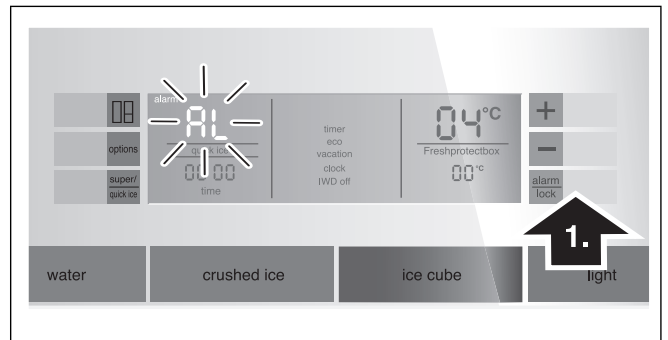 alarm
AL
quick ice
00 00
time
options
super/
quick ice
timer
eco
vacation
clock
IWD off
04°C
Freshprotectbox
00°C
+
−
alarm
lock
1.
water
crushed ice
ice cube
light